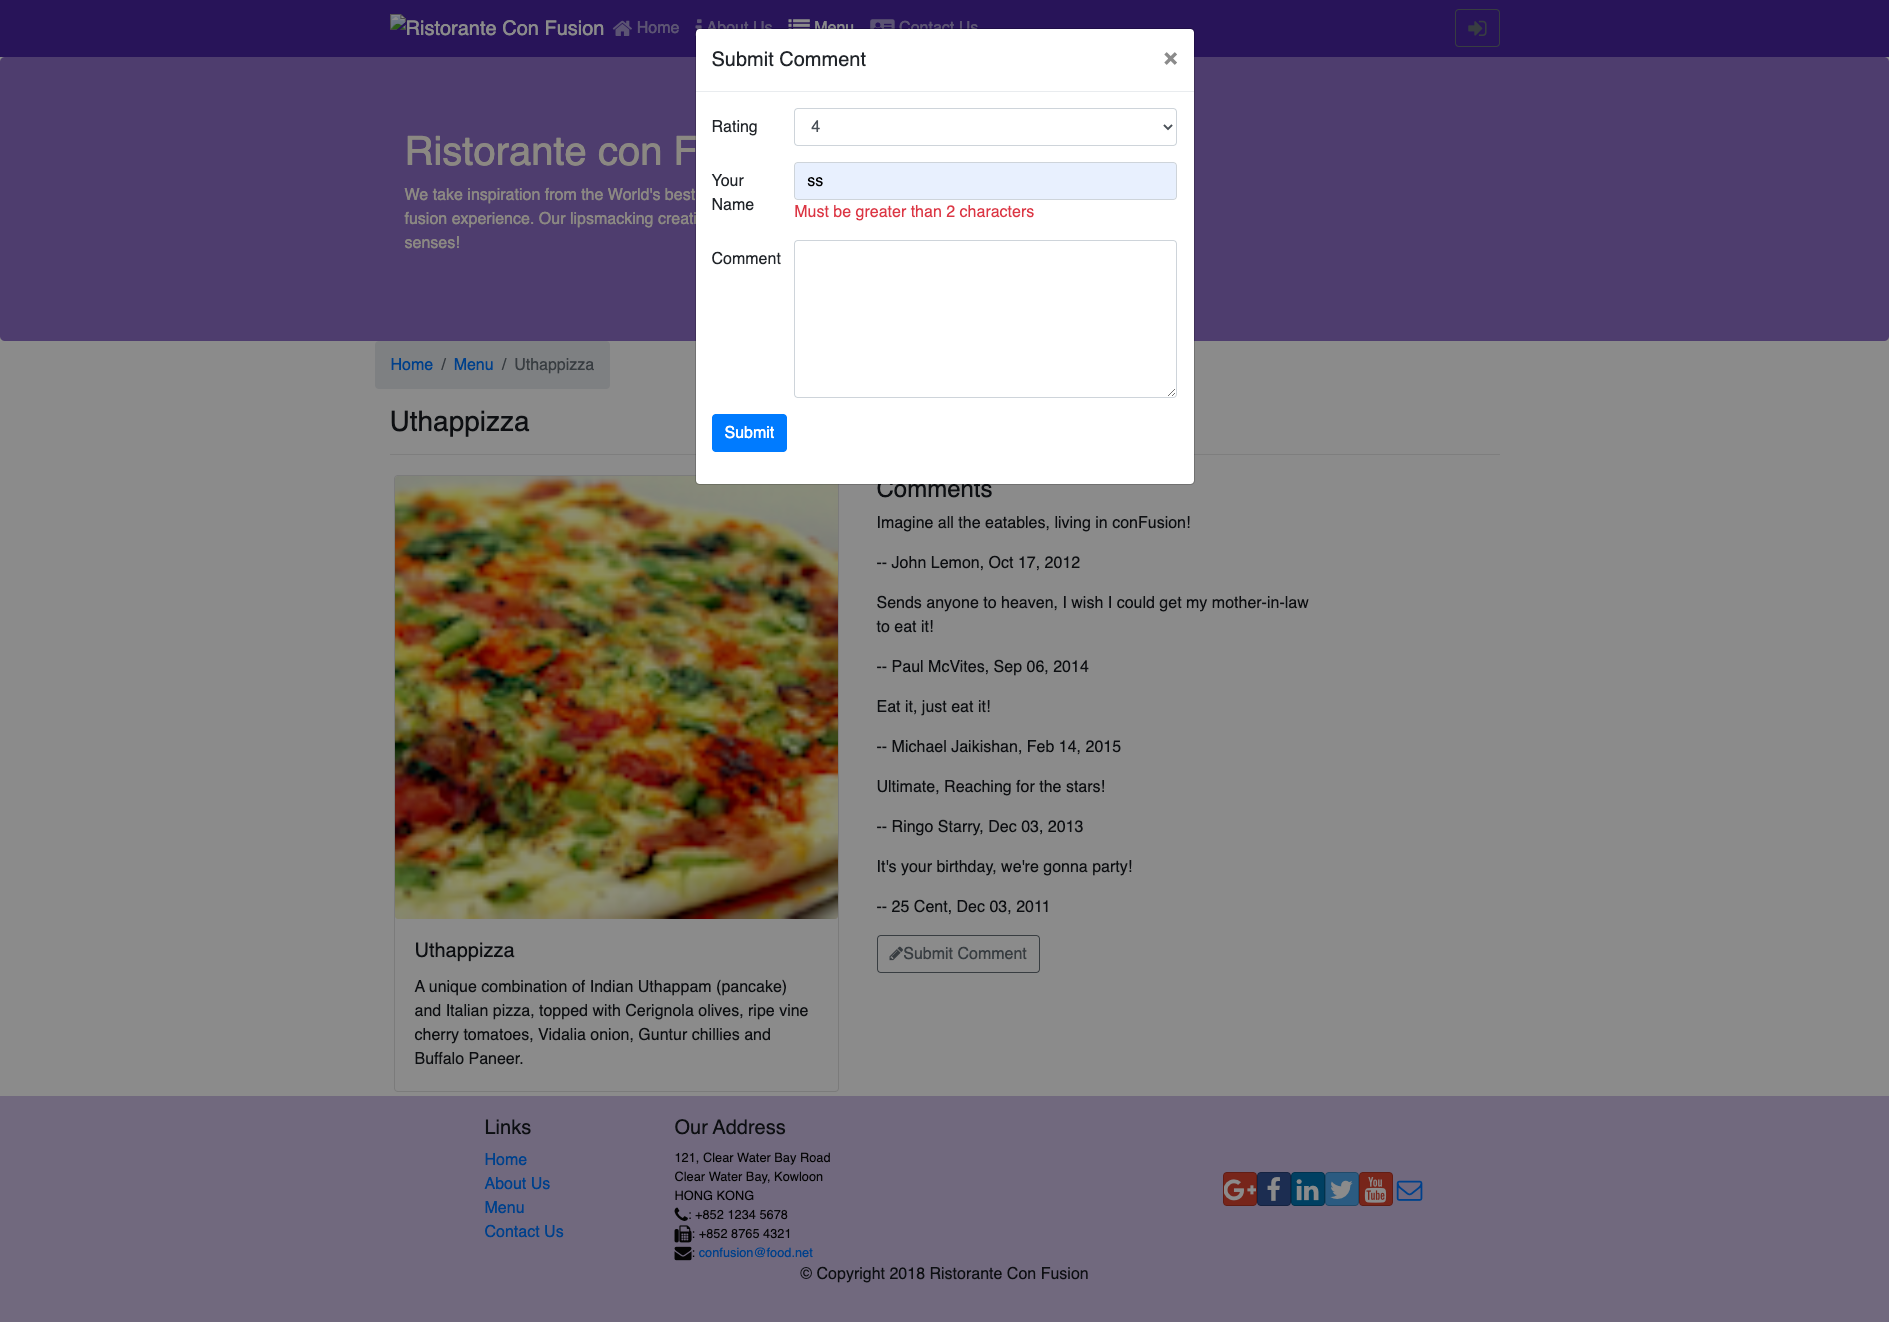 Ristorante Con Fusion Home About Us Menu Contact Us
Submit Comment ×
Rating 4
Your Name ss
Must be greater than 2 characters
Comment
Submit
Ristorante con F
We take inspiration from the World's best
fusion experience. Our lipsmacking creati
senses!
Home / Menu / Uthappizza
Uthappizza
Comments
Imagine all the eatables, living in conFusion!
-- John Lemon, Oct 17, 2012
Sends anyone to heaven, I wish I could get my mother-in-law
to eat it!
-- Paul McVites, Sep 06, 2014
Eat it, just eat it!
-- Michael Jaikishan, Feb 14, 2015
Ultimate, Reaching for the stars!
-- Ringo Starry, Dec 03, 2013
It's your birthday, we're gonna party!
-- 25 Cent, Dec 03, 2011
Submit Comment
Uthappizza
A unique combination of Indian Uthappam (pancake)
and Italian pizza, topped with Cerignola olives, ripe vine
cherry tomatoes, Vidalia onion, Guntur chillies and
Buffalo Paneer.
Links
Home
About Us
Menu
Contact Us
Our Address
121, Clear Water Bay Road
Clear Water Bay, Kowloon
HONG KONG
: +852 1234 5678
: +852 8765 4321
: confusion@food.net
G+ f in You Tube
© Copyright 2018 Ristorante Con Fusion